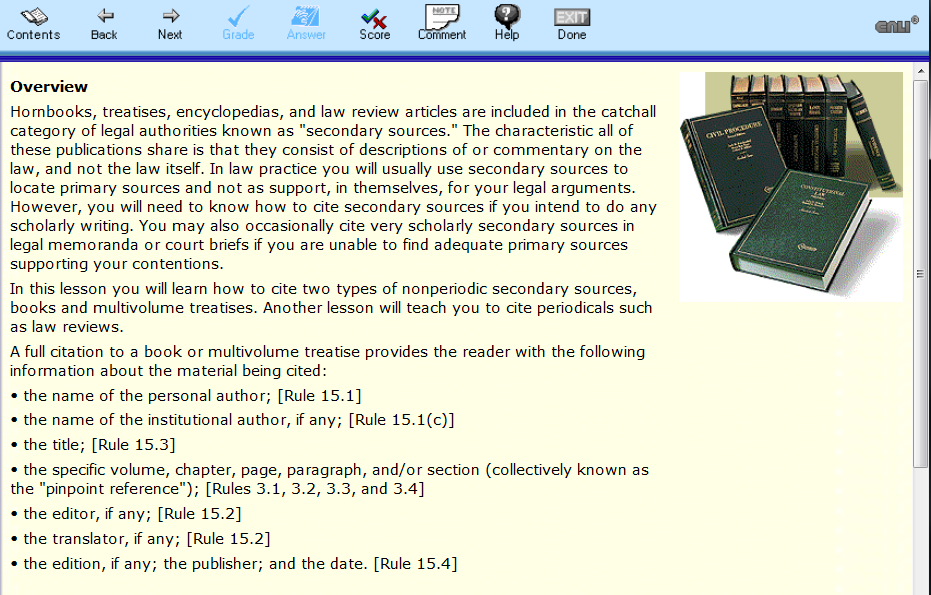 Contents Back Next Grade Answer Score NOTE Comment ? Help EXIT Done CALI®
Overview
Hornbooks, treatises, encyclopedias, and law review articles are included in the catchall
category of legal authorities known as "secondary sources." The characteristic all of
these publications share is that they consist of descriptions of or commentary on the
law, and not the law itself. In law practice you will usually use secondary sources to
locate primary sources and not as support, in themselves, for your legal arguments.
However, you will need to know how to cite secondary sources if you intend to do any
scholarly writing. You may also occasionally cite very scholarly secondary sources in
legal memoranda or court briefs if you are unable to find adequate primary sources
supporting your contentions.
In this lesson you will learn how to cite two types of nonperiodic secondary sources,
books and multivolume treatises. Another lesson will teach you to cite periodicals such
as law reviews.
A full citation to a book or multivolume treatise provides the reader with the following
information about the material being cited:
• the name of the personal author; [Rule 15.1]
• the name of the institutional author, if any; [Rule 15.1(c)]
• the title; [Rule 15.3]
• the specific volume, chapter, page, paragraph, and/or section (collectively known as
the "pinpoint reference"); [Rules 3.1, 3.2, 3.3, and 3.4]
• the editor, if any; [Rule 15.2]
• the translator, if any; [Rule 15.2]
• the edition, if any; the publisher; and the date. [Rule 15.4]
CIVIL PROCEDURE
CONSTITUTIONAL
LAW